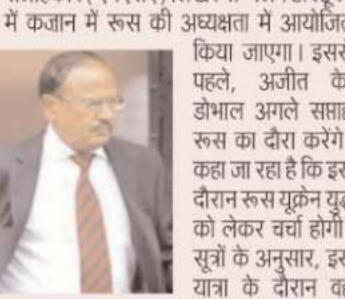 में कजान में रूस की अध्यक्षता में आयोजित
किया जाएगा। इसस
पहले, अजीत के
डोभाल अगले सप्ताह
रूस का दौरा करेंगे
कहा जा रहा है कि इस
दौरान रूस यूक्रेन युद्ध
को लेकर चर्चा होगी
सूत्रों के अनुसार, इस
यात्रा के दौरान वह